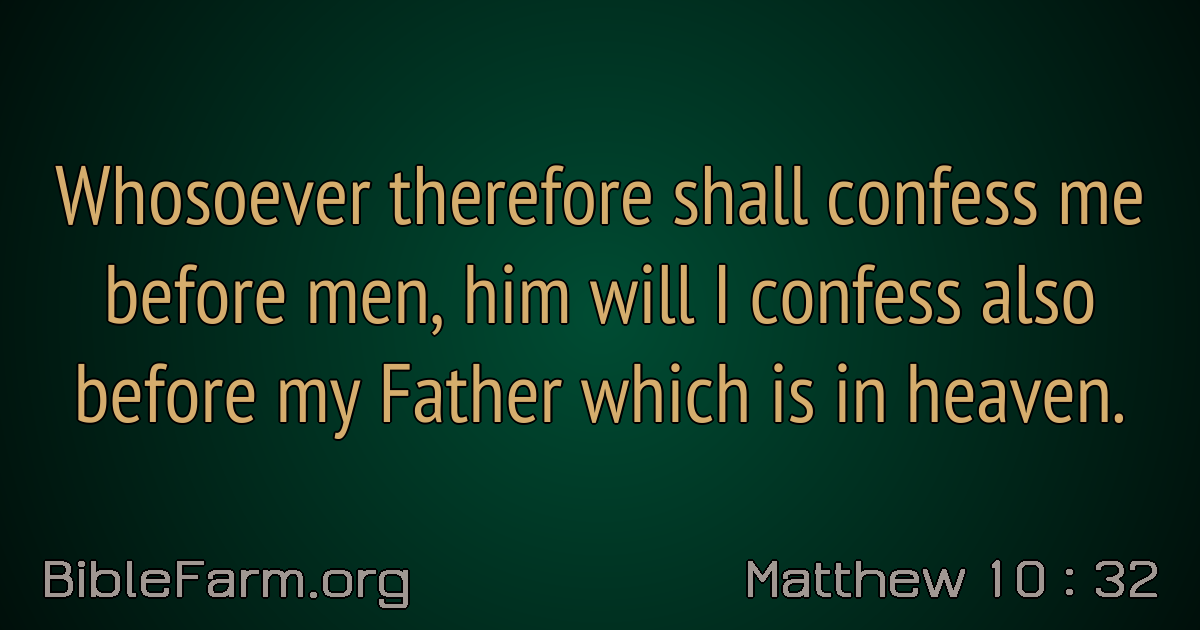 Whosoever therefore shall confess me
before men, him will I confess also
before my Father which is in heaven.
BibleFarm.org
Matthew 10 : 32